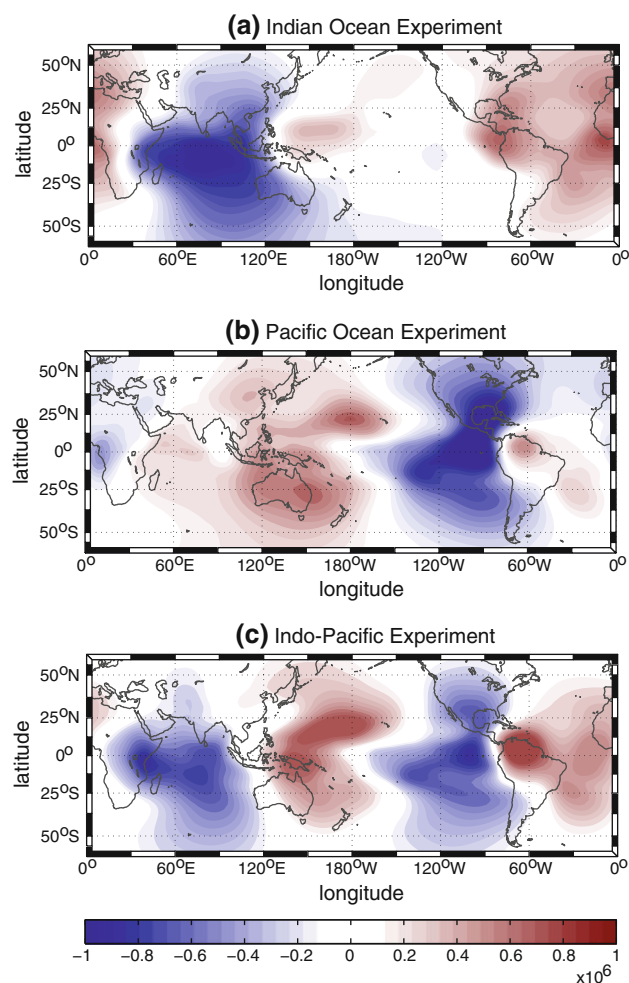 (a) Indian Ocean Experiment
50°N
25°N
0°
25°S
50°S
latitude
0° 60°E 120°E 180°W 120°W 60°W 0°
longitude
(b) Pacific Ocean Experiment
50°N
25°N
0°
25°S
50°S
latitude
0° 60°E 120°E 180°W 120°W 60°W 0°
longitude
(c) Indo-Pacific Experiment
50°N
25°N
0°
25°S
50°S
latitude
0° 60°E 120°E 180°W 120°W 60°W 0°
longitude
−1 −0.8 −0.6 −0.4 −0.2 0 0.2 0.4 0.6 0.8 1
x10⁶